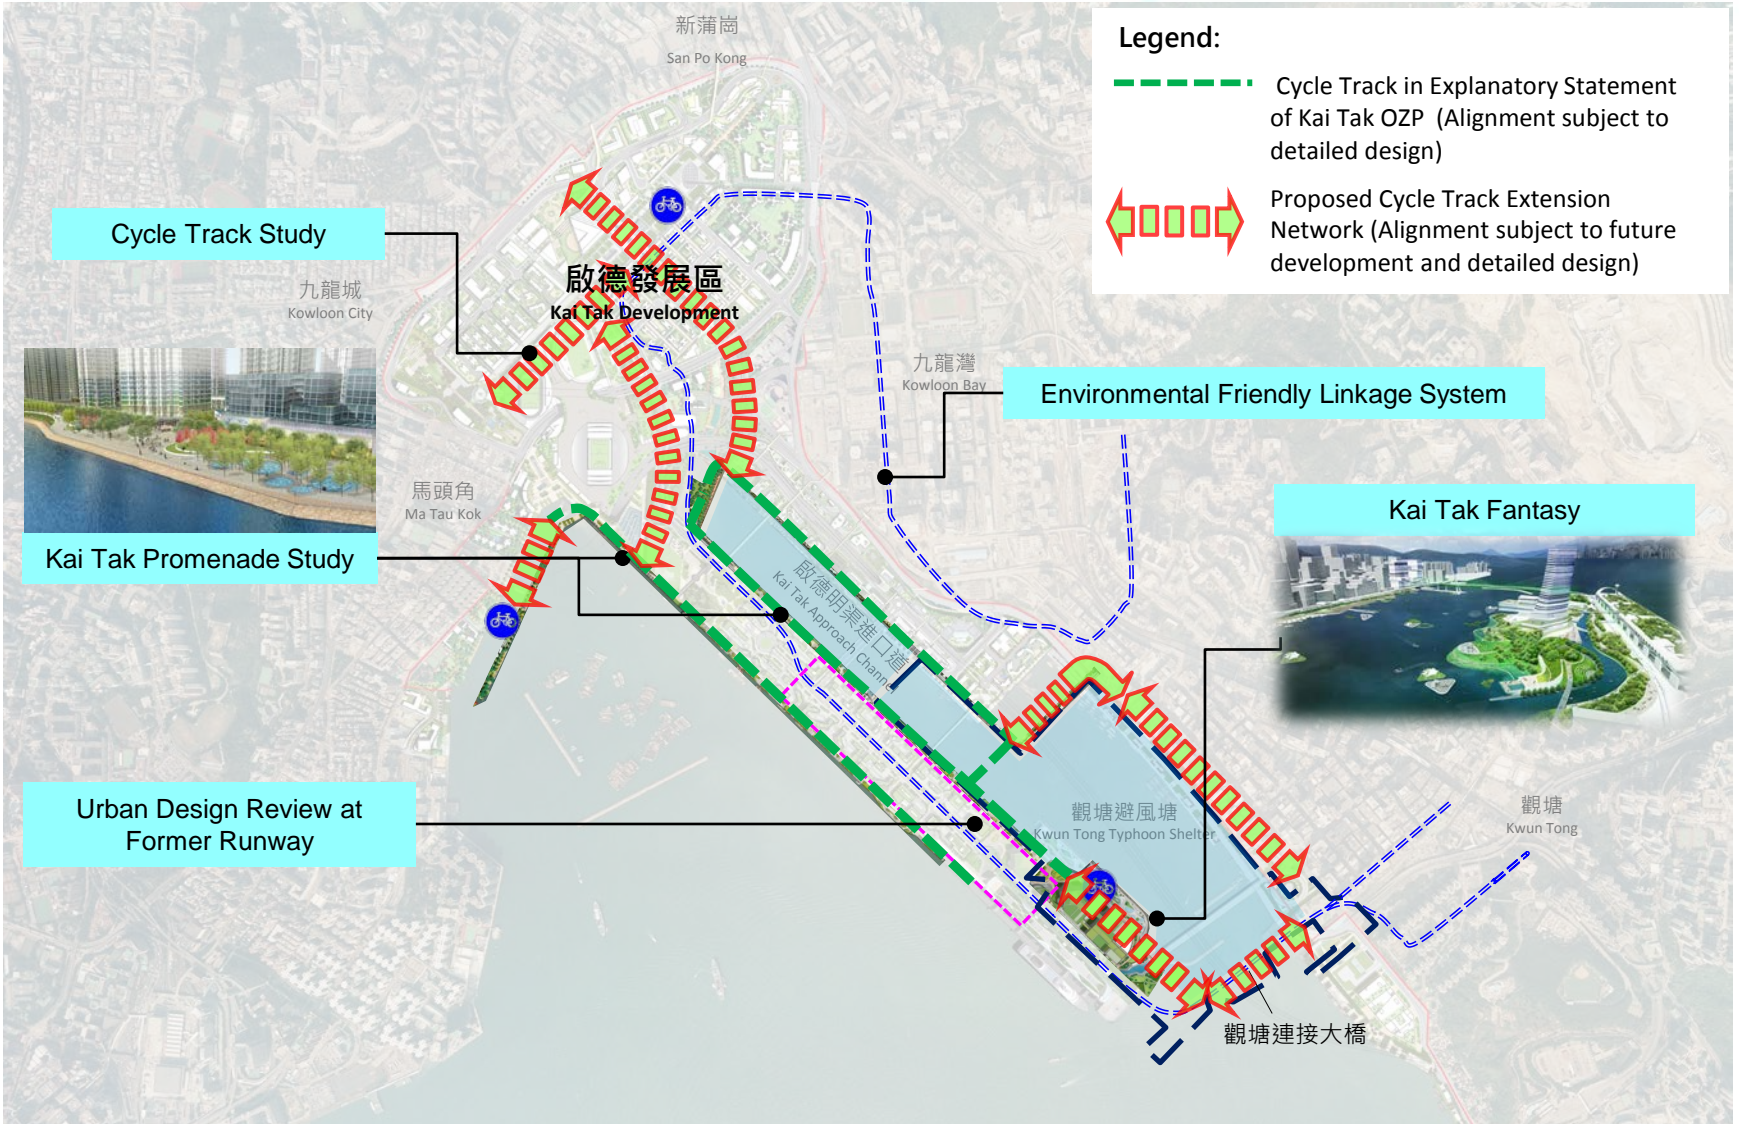 新蒲崗
San Po Kong
Legend:
Cycle Track in Explanatory Statement
of Kai Tak OZP (Alignment subject to
detailed design)
Proposed Cycle Track Extension
Network (Alignment subject to future
development and detailed design)
Cycle Track Study
啟德發展區
Kai Tak Development
九龍城
Kowloon City
九龍灣
Kowloon Bay
Environmental Friendly Linkage System
馬頭角
Ma Tau Kok
Kai Tak Promenade Study
Kai Tak Fantasy
啟德明渠進口道
Kai Tak Approach Channel
Urban Design Review at
Former Runway
觀塘避風塘
Kwun Tong Typhoon Shelter
觀塘
Kwun Tong
觀塘連接大橋